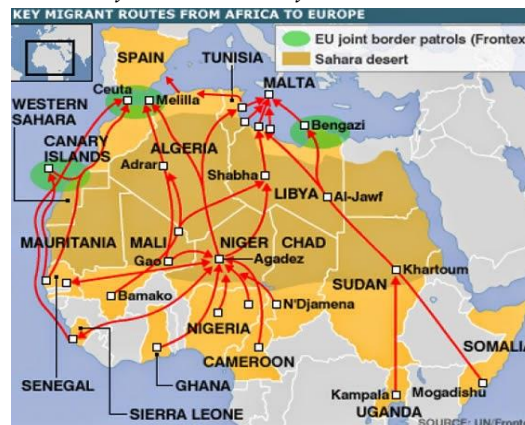 KEY MIGRANT ROUTES FROM AFRICA TO EUROPE
EU joint border patrols (Frontex
Sahara desert
SPAIN
TUNISIA
MALTA
Ceuta
Melilla
WESTERN
SAHARA
Bengazi
CANARY
ISLANDS
ALGERIA
Adrar
Shabha
LIBYA
Al-Jawf
MAURITANIA
MALI
NIGER
CHAD
Gao
Agadez
Khartoum
SUDAN
Bamako
N'Djamena
NIGERIA
SOMALIA
CAMEROON
SENEGAL
GHANA
Kampala
Mogadishu
UGANDA
SIERRA LEONE
SOURCE: UN/Fronte